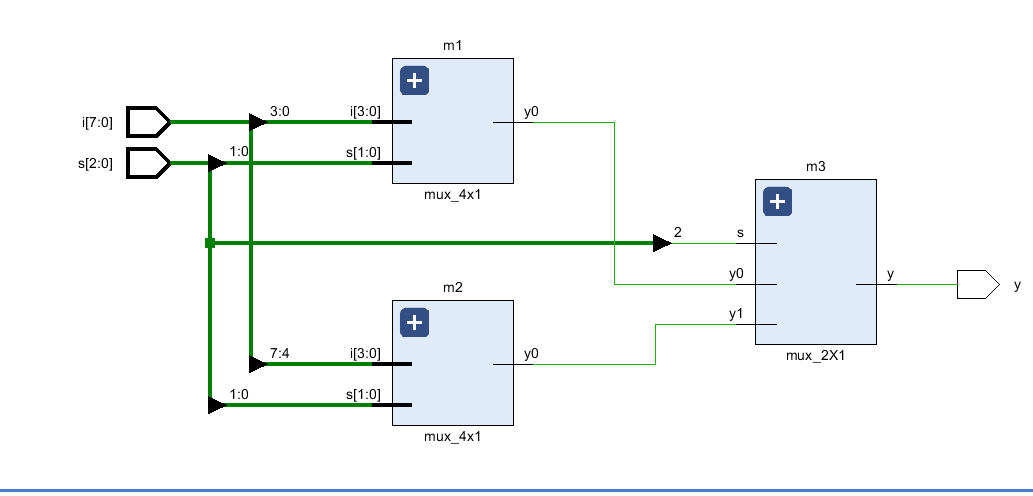 m1
i[7:0]
3:0
i[3:0]
y0
s[2:0]
1:0
s[1:0]
mux_4x1
m3
2
s
y0
y
y
y1
mux_2X1
m2
7:4
i[3:0]
y0
1:0
s[1:0]
mux_4x1